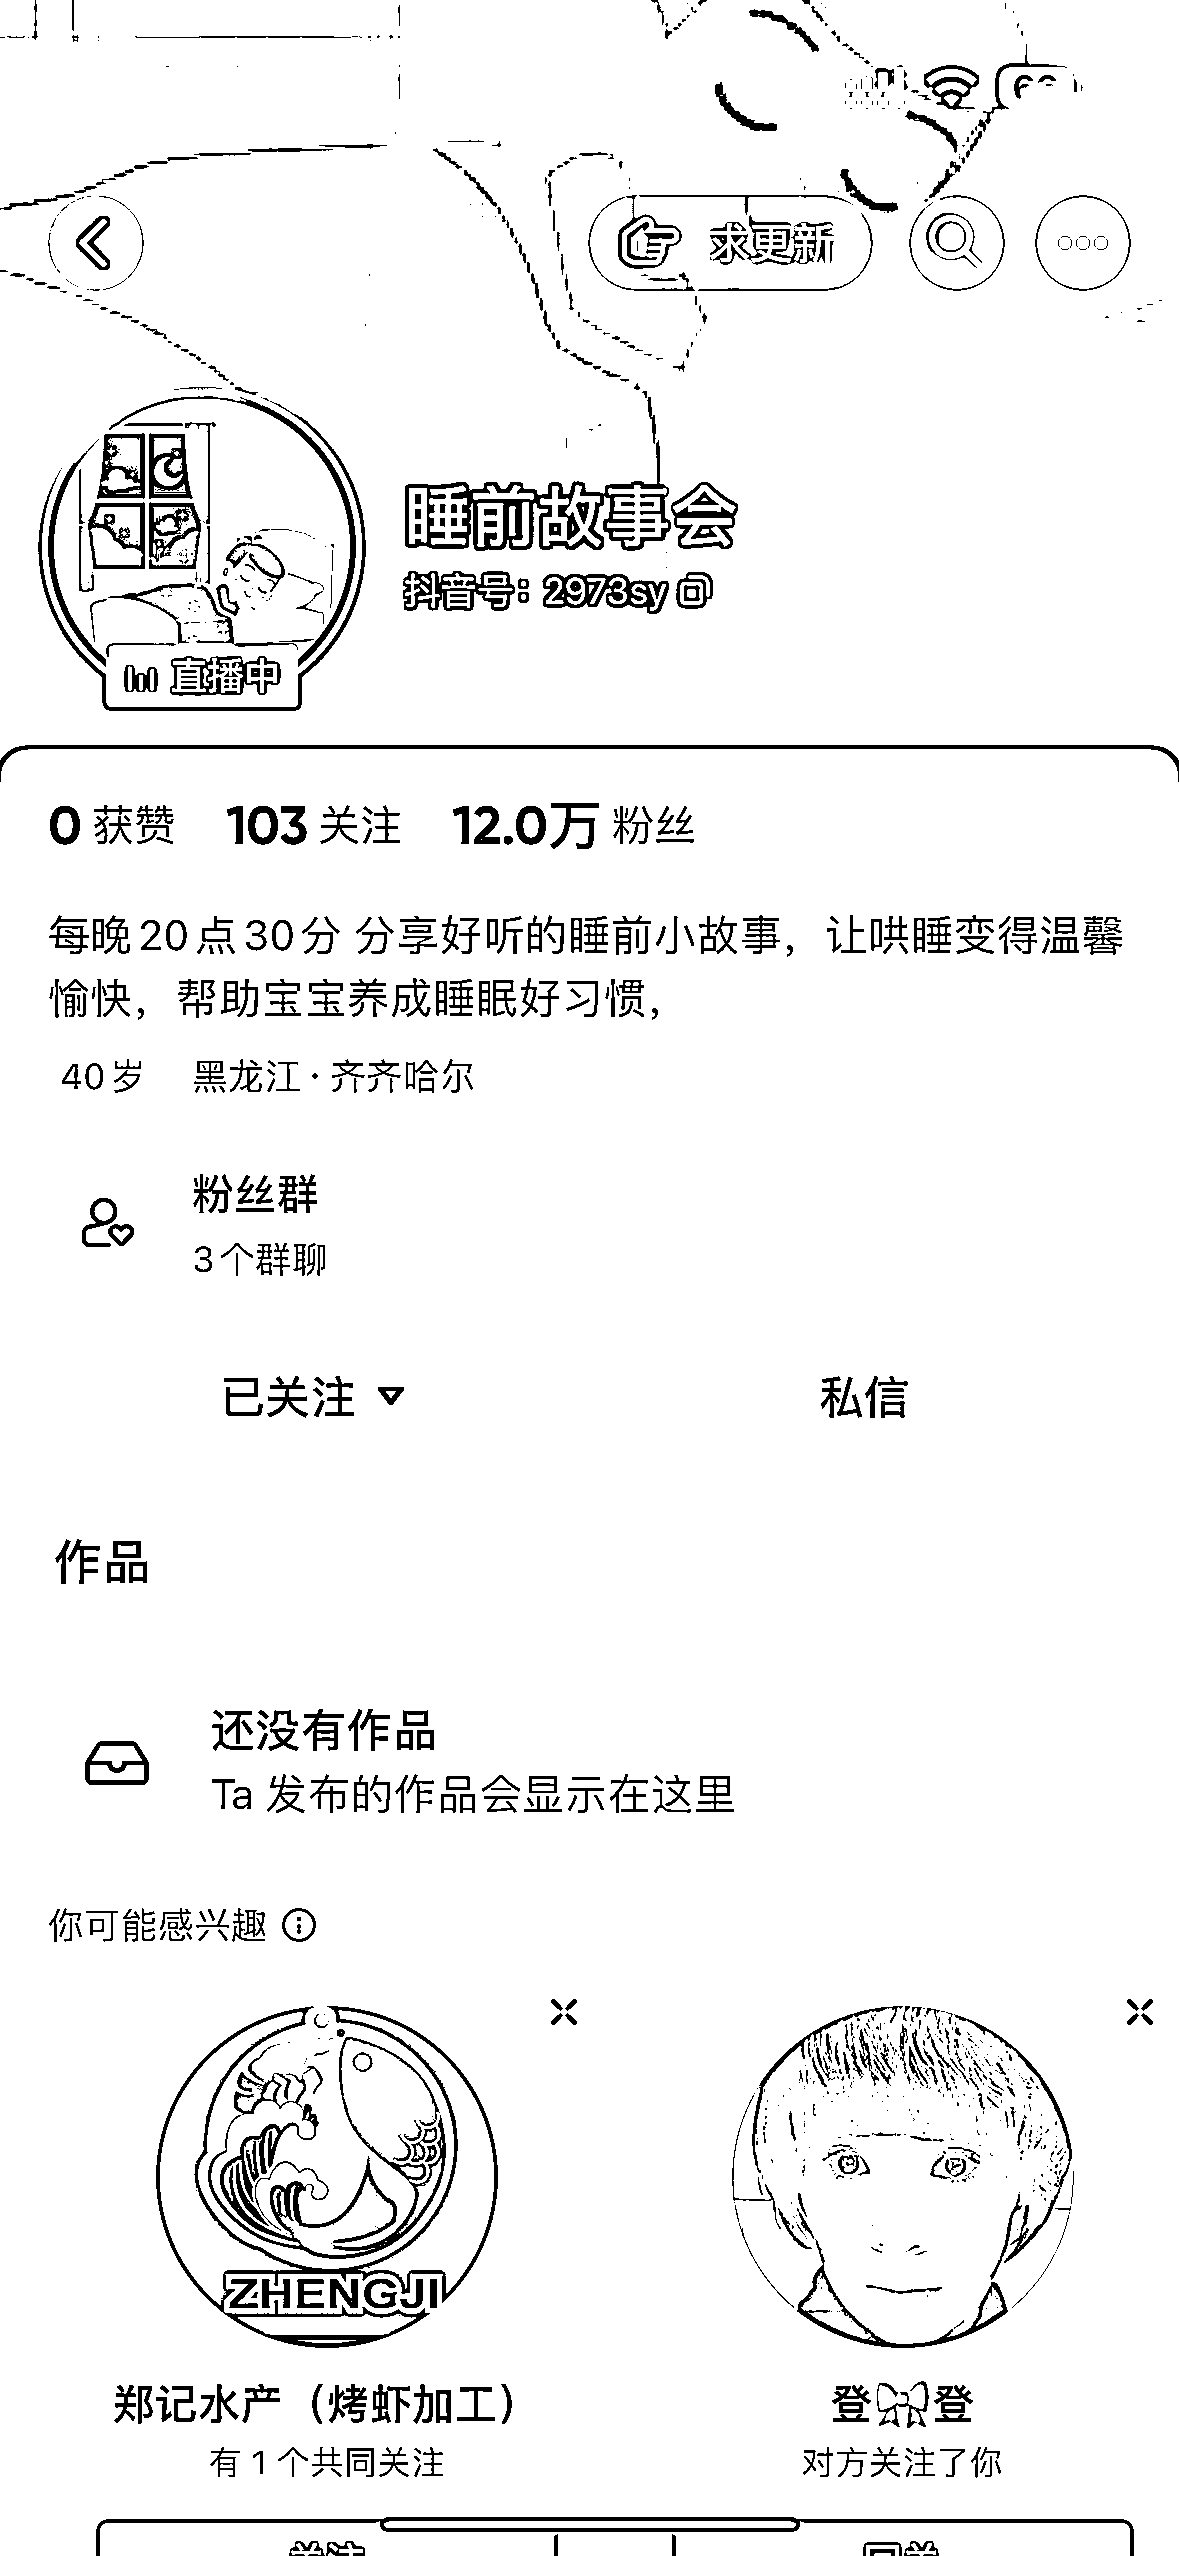 求更新
睡前故事会
抖音号：2973sy
直播中
0 获赞 103 关注 12.0万 粉丝
每晚20点30分 分享好听的睡前小故事，让哄睡变得温馨
愉快，帮助宝宝养成睡眠好习惯，
40岁 黑龙江·齐齐哈尔
粉丝群
3个群聊
已关注 私信
作品
还没有作品
Ta 发布的作品会显示在这里
你可能感兴趣
ZHENGJI
郑记水产（烤虾加工） 登🎀登
有1个共同关注 对方关注了你